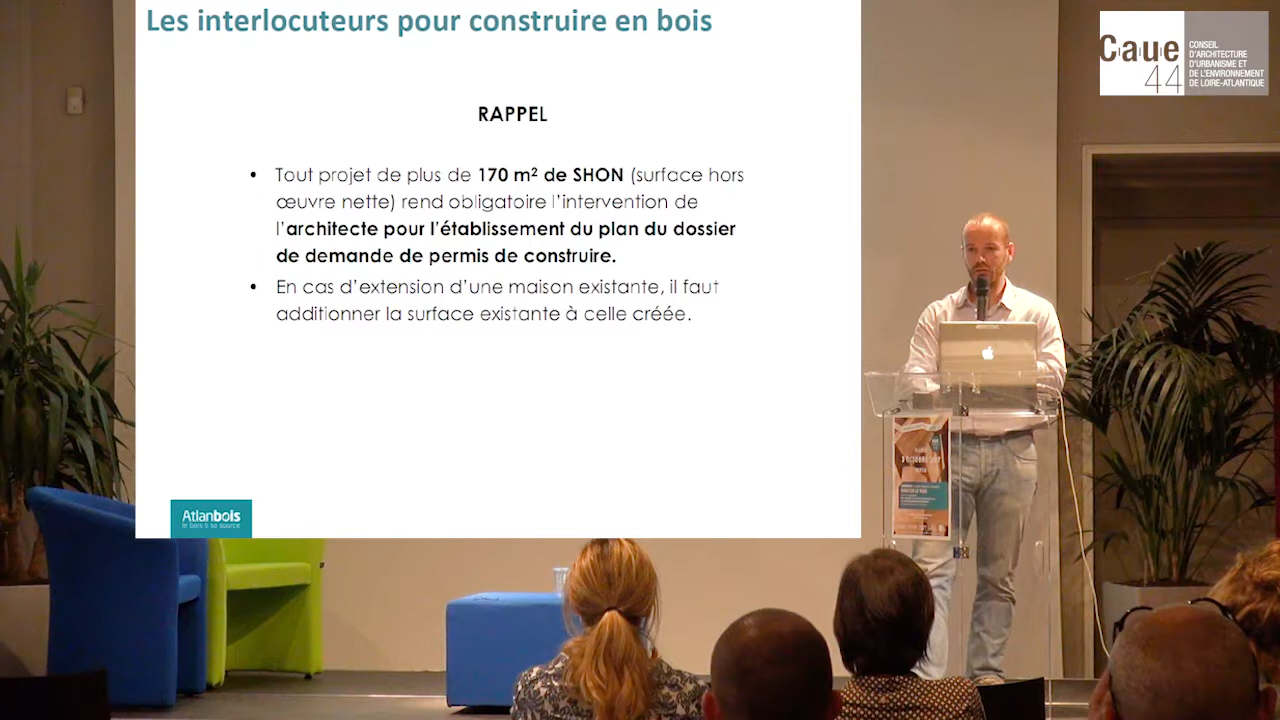 Les interlocuteurs pour construire en bois
RAPPEL
• Tout projet de plus de 170 m² de SHON (surface hors
œuvre nette) rend obligatoire l'intervention de
l'architecte pour l'établissement du plan du dossier
de demande de permis de construire.
• En cas d'extension d'une maison existante, il faut
additionner la surface existante à celle créée.
Atlanbois
le bois à sa source
Caue
44
CONSEIL
D'ARCHITECTURE
D'URBANISME ET
DE L'ENVIRONNEMENT
DE LOIRE-ATLANTIQUE